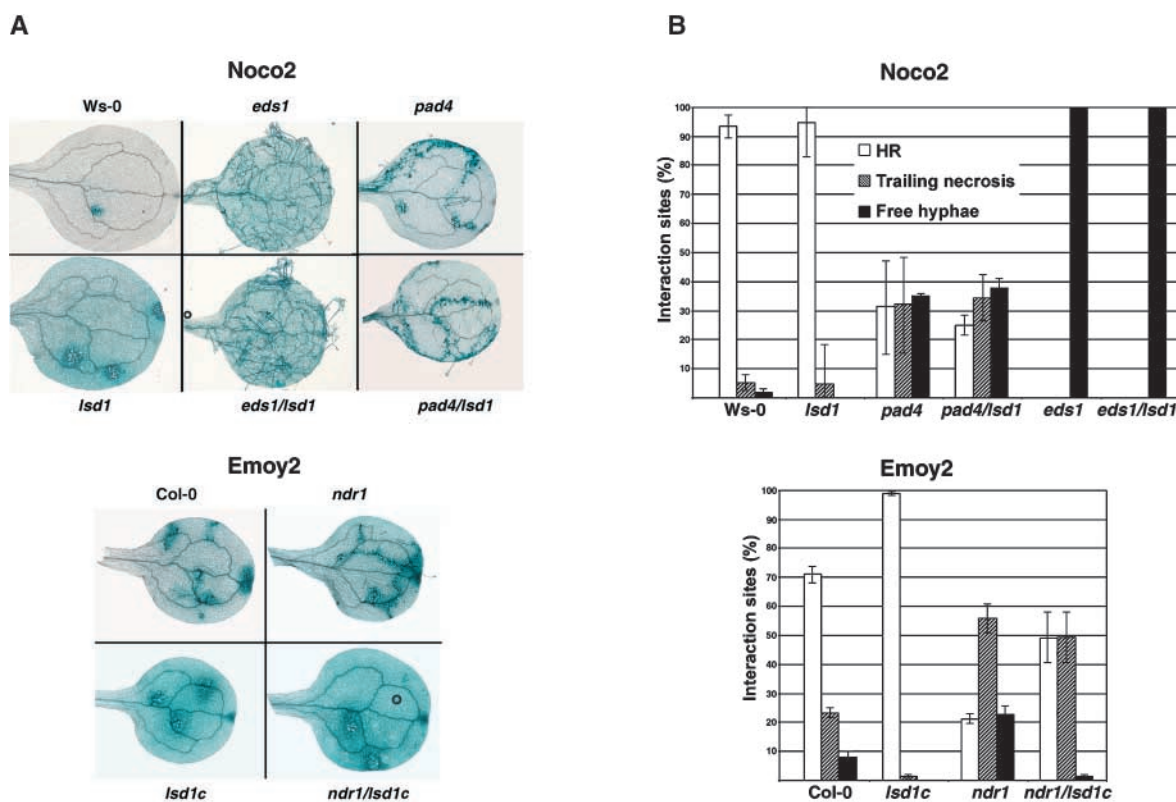 A
Noco2
Ws-0 eds1 pad4
lsd1 eds1/lsd1 pad4/lsd1
Emoy2
Col-0 ndr1
lsd1c ndr1/lsd1c
B
Noco2
Interaction sites (%)
100
90
80
70
60
50
40
30
20
10
HR
Trailing necrosis
Free hyphae
Ws-0 lsd1 pad4 pad4/lsd1 eds1 eds1/lsd1
Emoy2
Interaction sites (%)
100
90
80
70
60
50
40
30
20
10
Col-0 lsd1c ndr1 ndr1/lsd1c